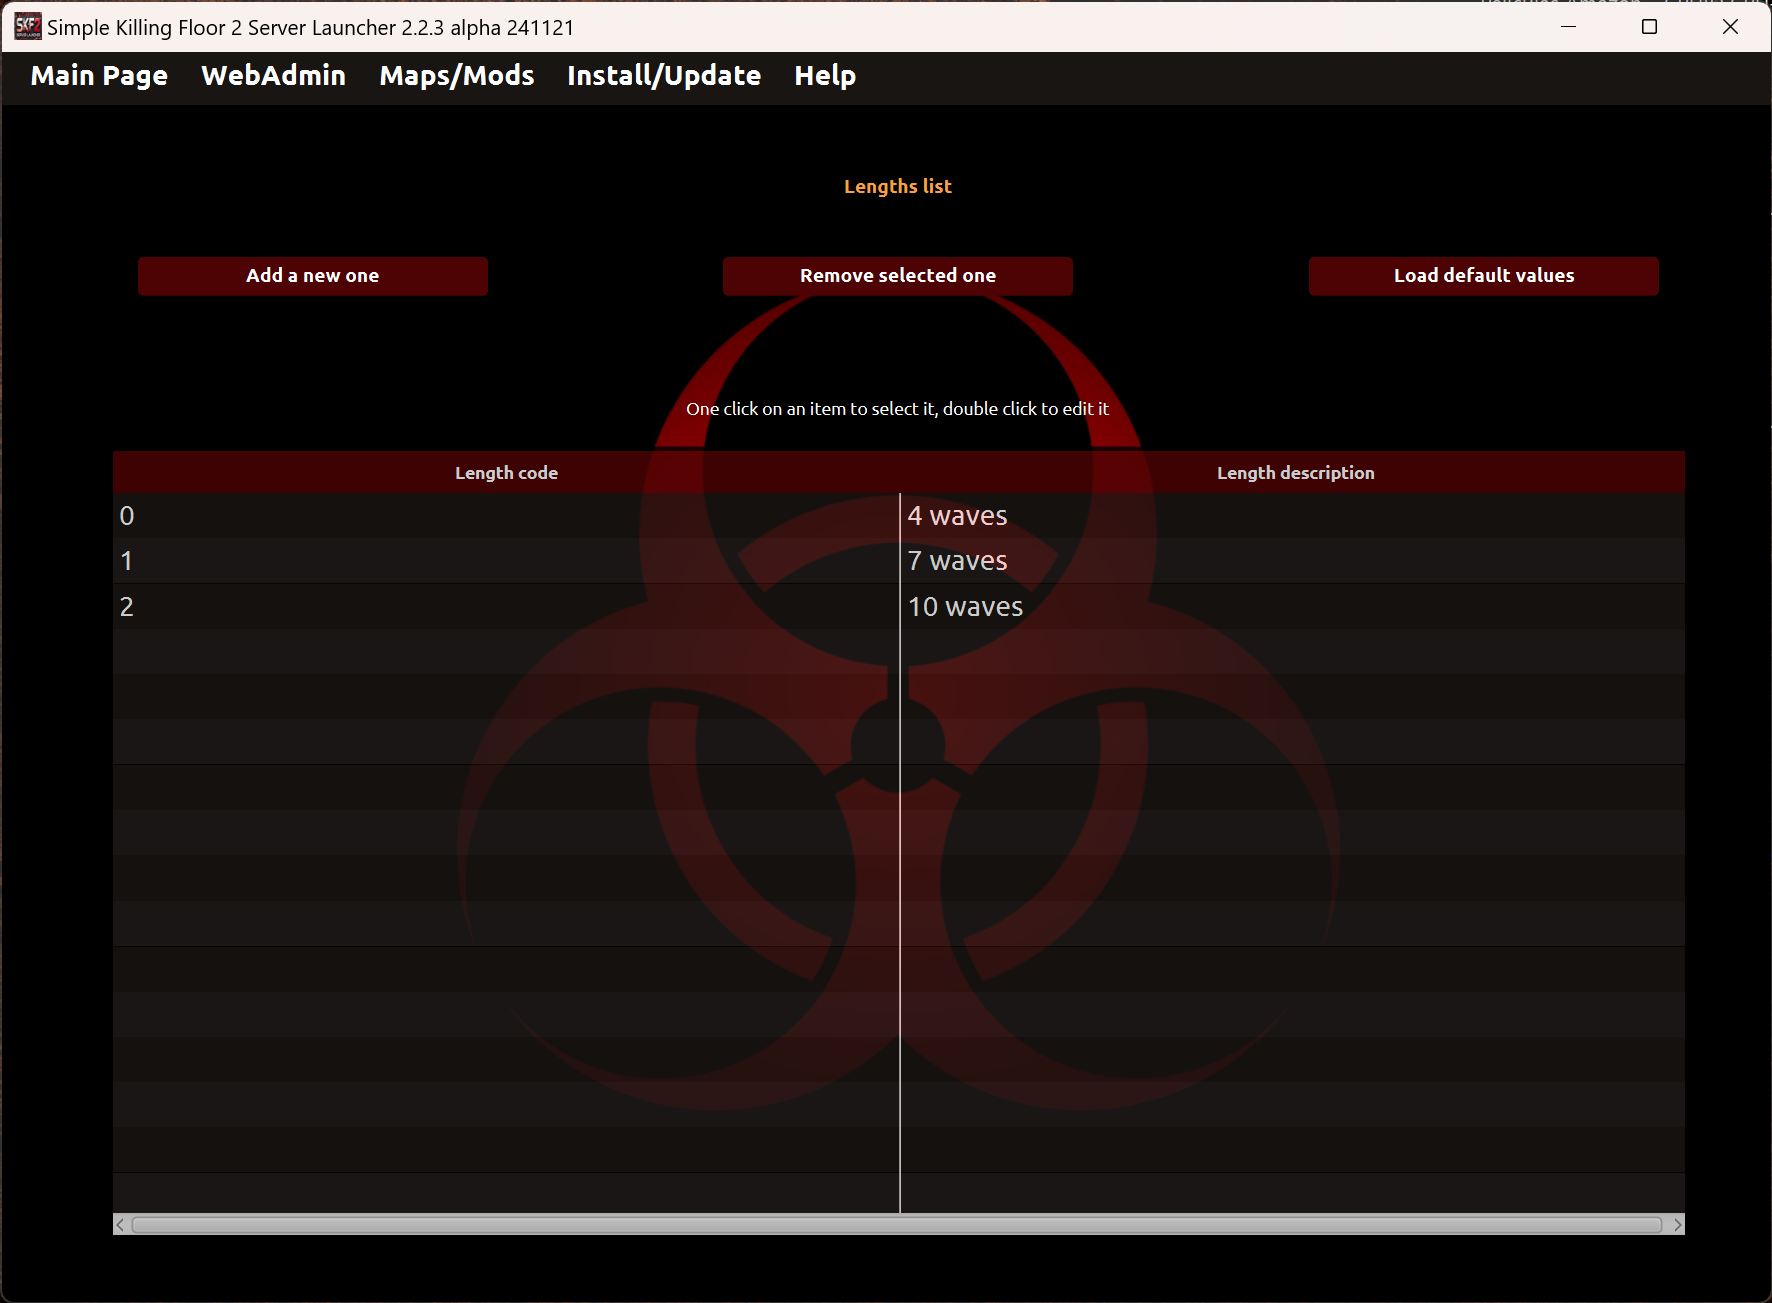 Simple Killing Floor 2 Server Launcher 2.2.3 alpha 241121
Main Page WebAdmin Maps/Mods Install/Update Help
Lengths list
Add a new one Remove selected one Load default values
One click on an item to select it, double click to edit it
Length code Length description
0 4 waves
1 7 waves
2 10 waves